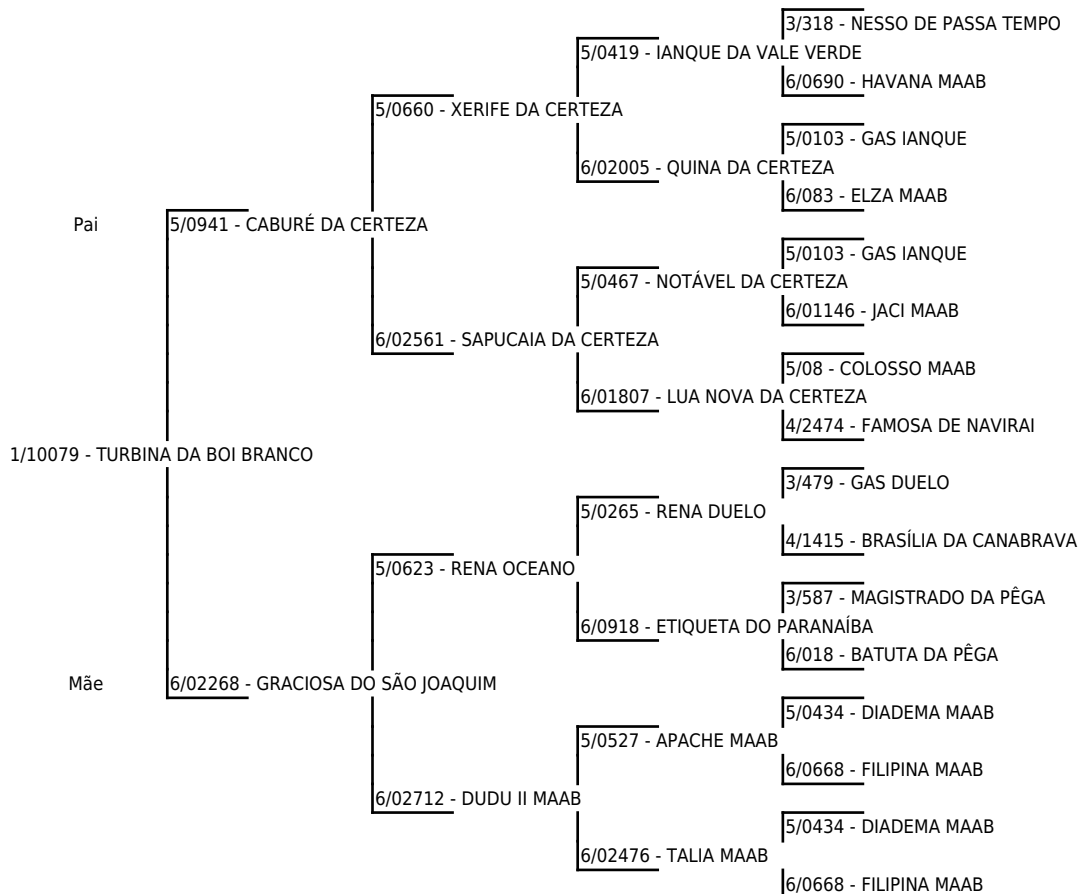 3/318 - NESSO DE PASSA TEMPO
5/0419 - IANQUE DA VALE VERDE
6/0690 - HAVANA MAAB
5/0660 - XERIFE DA CERTEZA
5/0103 - GAS IANQUE
6/02005 - QUINA DA CERTEZA
6/083 - ELZA MAAB
Pai
5/0941 - CABURÉ DA CERTEZA
5/0103 - GAS IANQUE
5/0467 - NOTÁVEL DA CERTEZA
6/01146 - JACI MAAB
6/02561 - SAPUCAIA DA CERTEZA
5/08 - COLOSSO MAAB
6/01807 - LUA NOVA DA CERTEZA
4/2474 - FAMOSA DE NAVIRAI
1/10079 - TURBINA DA BOI BRANCO
3/479 - GAS DUELO
5/0265 - RENA DUELO
4/1415 - BRASÍLIA DA CANABRAVA
5/0623 - RENA OCEANO
3/587 - MAGISTRADO DA PÊGA
6/0918 - ETIQUETA DO PARANAÍBA
6/018 - BATUTA DA PÊGA
Mãe
6/02268 - GRACIOSA DO SÃO JOAQUIM
5/0434 - DIADEMA MAAB
5/0527 - APACHE MAAB
6/0668 - FILIPINA MAAB
6/02712 - DUDU II MAAB
5/0434 - DIADEMA MAAB
6/02476 - TALIA MAAB
6/0668 - FILIPINA MAAB